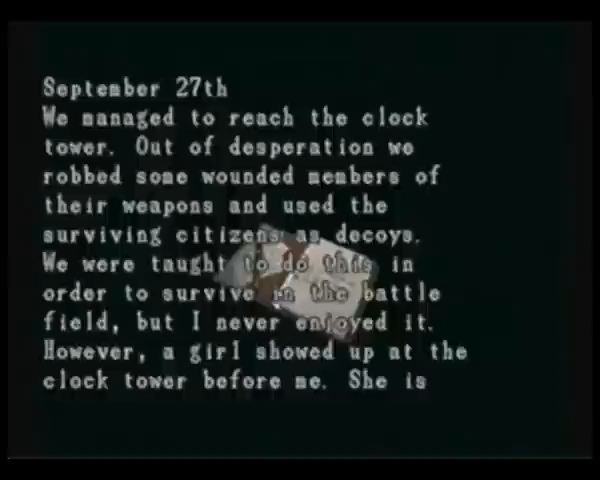 September 27th
We managed to reach the clock
tower. Out of desperation we
robbed some wounded members of
their weapons and used the
surviving citizens as decoys.
We were taught to do this in
order to survive in the battle
field, but I never enjoyed it.
However, a girl showed up at the
clock tower before me. She is